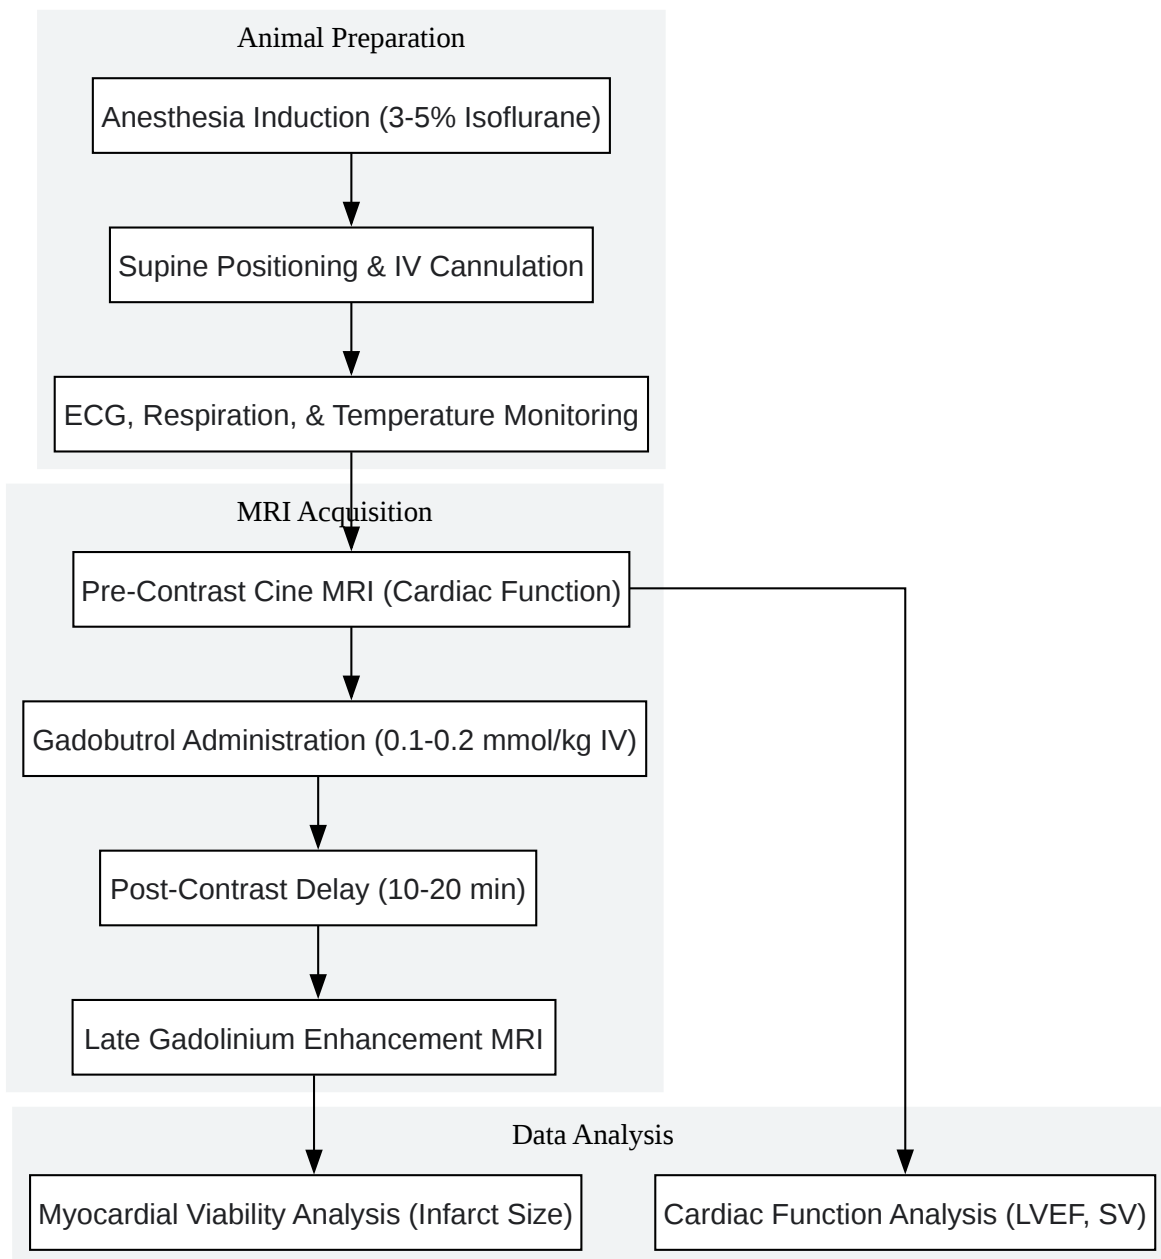 Animal Preparation
Anesthesia Induction (3-5% Isoflurane)
Supine Positioning & IV Cannulation
ECG, Respiration, & Temperature Monitoring
MRI Acquisition
Pre-Contrast Cine MRI (Cardiac Function)
Gadobutrol Administration (0.1-0.2 mmol/kg IV)
Post-Contrast Delay (10-20 min)
Late Gadolinium Enhancement MRI
Data Analysis
Myocardial Viability Analysis (Infarct Size)
Cardiac Function Analysis (LVEF, SV)